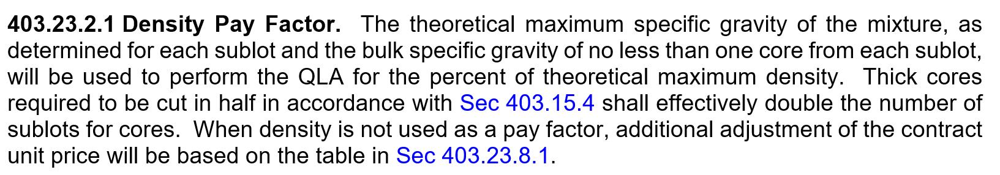 403.23.2.1 Density Pay Factor.  The theoretical maximum specific gravity of the mixture, as
determined for each sublot and the bulk specific gravity of no less than one core from each sublot,
will be used to perform the QLA for the percent of theoretical maximum density.  Thick cores
required to be cut in half in accordance with Sec 403.15.4 shall effectively double the number of
sublots for cores.  When density is not used as a pay factor, additional adjustment of the contract
unit price will be based on the table in Sec 403.23.8.1.